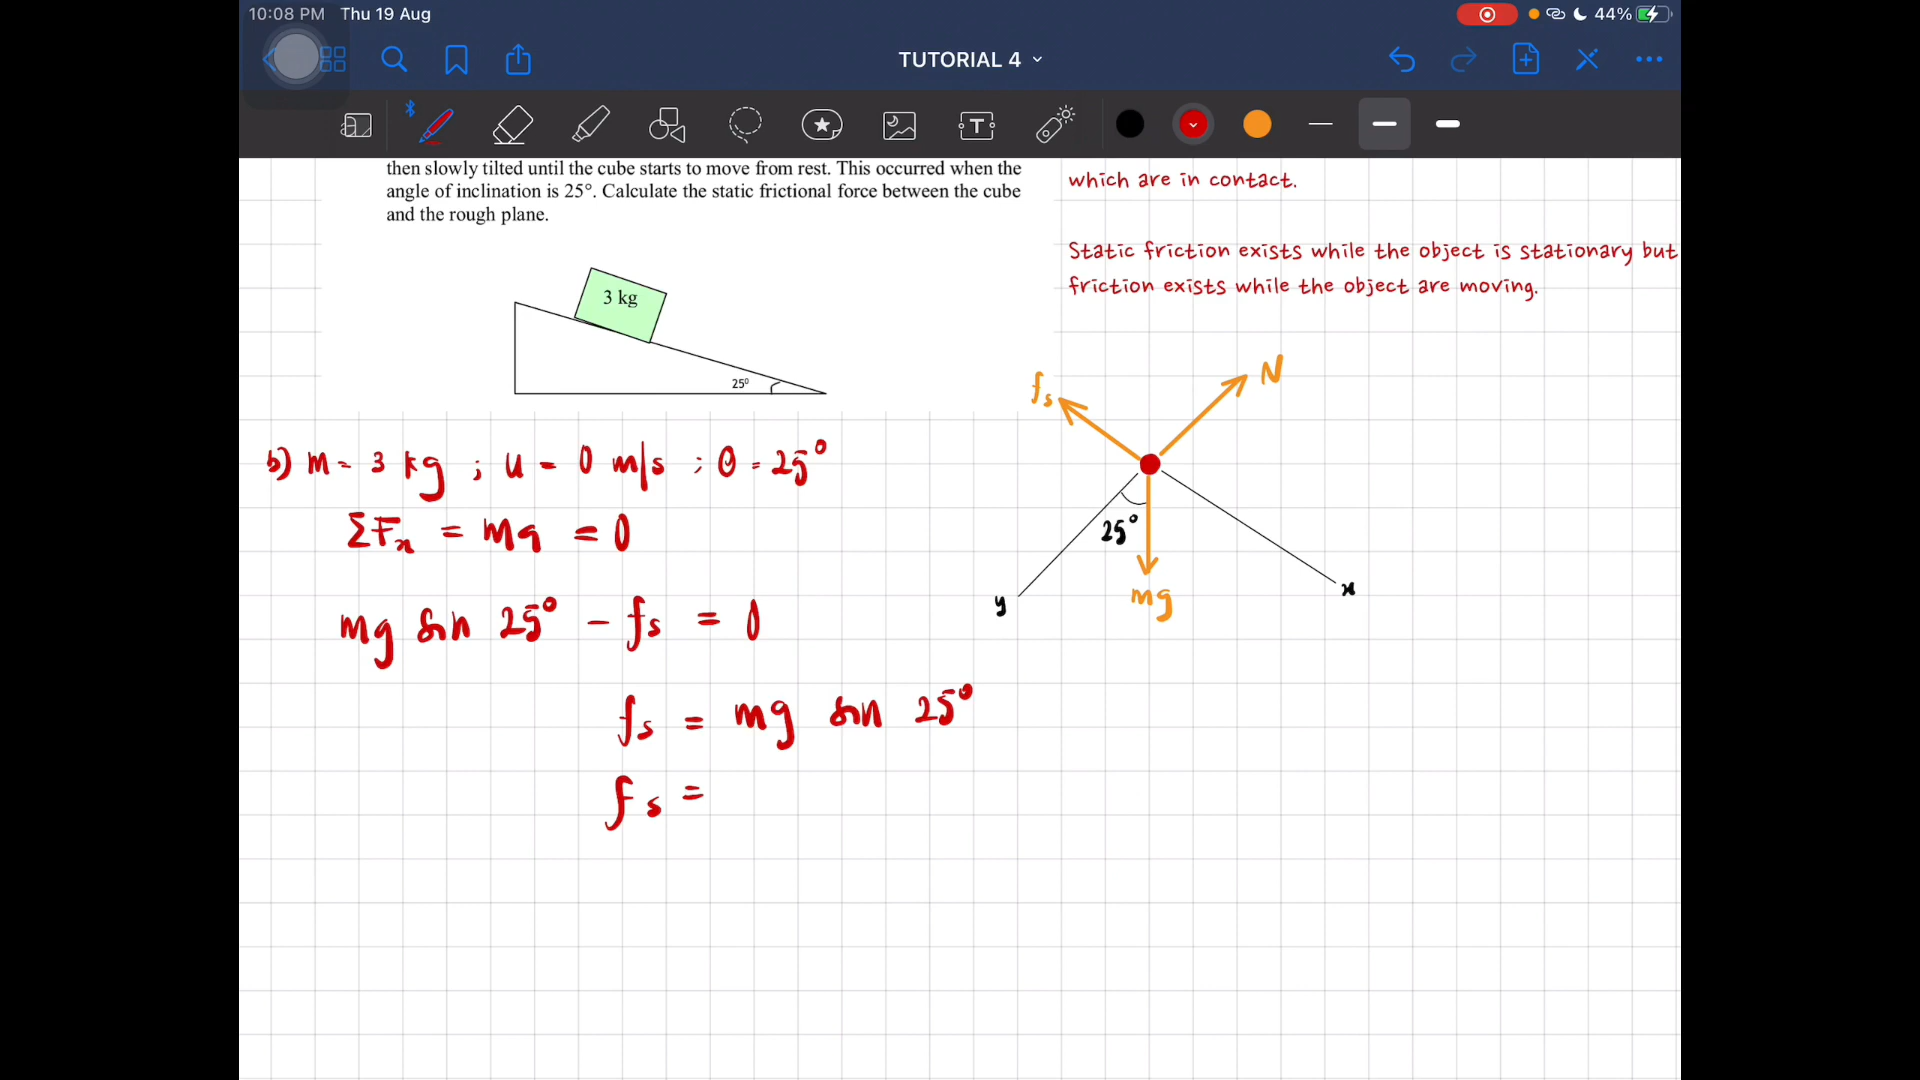 10:08 PM Thu 19 Aug
44%
TUTORIAL 4
then slowly tilted until the cube starts to move from rest. This occurred when the
angle of inclination is 25°. Calculate the static frictional force between the cube
and the rough plane.
which are in contact.
Static friction exists while the object is stationary but
friction exists while the object are moving.
3 kg
25⁰
fs
N
25°
mg
y
x
b) m = 3 kg ; u = 0 m/s ; θ = 25°
ΣFx = ma = 0
mg sin 25° - fs = 0
fs = mg sin 25°
fs =